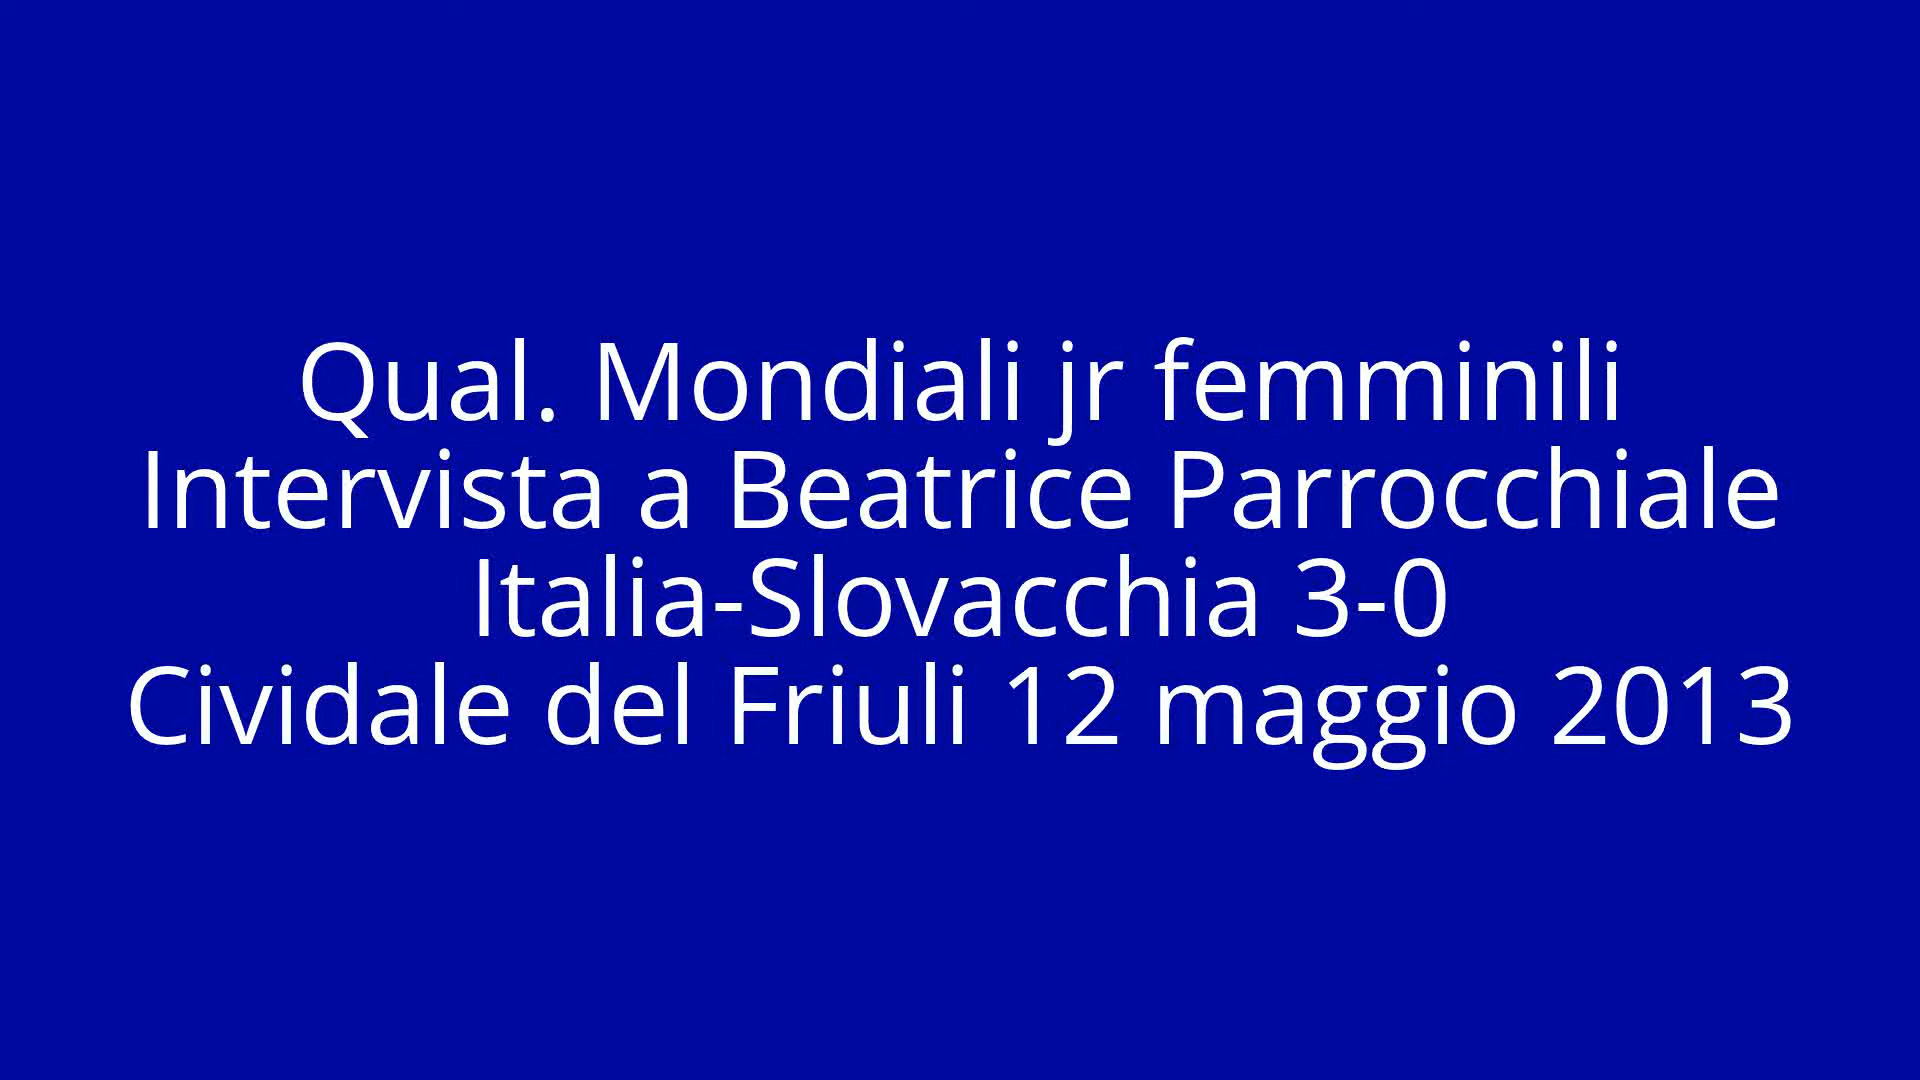 Qual. Mondiali jr femminili
Intervista a Beatrice Parrocchiale
Italia-Slovacchia 3-0
Cividale del Friuli 12 maggio 2013